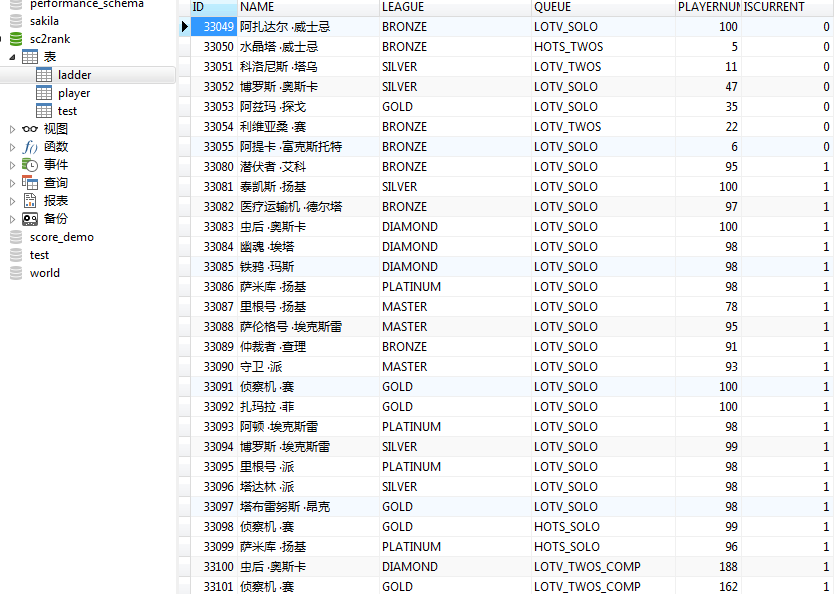 performance_schema
sakila
sc2rank
表
ladder
player
test
视图
函数
事件
查询
报表
备份
score_demo
test
world
ID NAME LEAGUE QUEUE PLAYERNUM ISCURRENT
33049 阿扎达尔 ·威士忌 BRONZE LOTV_SOLO 100 0
33050 水晶塔 ·威士忌 BRONZE HOTS_TWOS 5 0
33051 科洛尼斯 ·塔乌 SILVER LOTV_TWOS 11 0
33052 博罗斯 ·奥斯卡 SILVER LOTV_SOLO 47 0
33053 阿兹玛 ·探戈 GOLD LOTV_SOLO 35 0
33054 利维亚桑 ·赛 BRONZE LOTV_TWOS 22 0
33055 阿提卡 ·富克斯托特 BRONZE LOTV_SOLO 6 0
33080 潜伏者 ·艾科 BRONZE LOTV_SOLO 95 1
33081 泰凯斯 ·扬基 SILVER LOTV_SOLO 100 1
33082 医疗运输机 ·德尔塔 BRONZE LOTV_SOLO 97 1
33083 虫后 ·奥斯卡 DIAMOND LOTV_SOLO 100 1
33084 幽魂 ·埃塔 DIAMOND LOTV_SOLO 98 1
33085 铁鸦 ·玛斯 DIAMOND LOTV_SOLO 98 1
33086 萨米库 ·扬基 PLATINUM LOTV_SOLO 98 1
33087 里根号 ·扬基 MASTER LOTV_SOLO 78 1
33088 萨伦格号 ·埃克斯雷 MASTER LOTV_SOLO 95 1
33089 仲裁者 ·查理 BRONZE LOTV_SOLO 91 1
33090 守卫 ·派 MASTER LOTV_SOLO 93 1
33091 侦察机 ·赛 GOLD LOTV_SOLO 100 1
33092 扎玛拉 ·菲 GOLD LOTV_SOLO 100 1
33093 阿顿 ·埃克斯雷 PLATINUM LOTV_SOLO 98 1
33094 博罗斯 ·埃克斯雷 SILVER LOTV_SOLO 99 1
33095 里根号 ·派 PLATINUM LOTV_SOLO 98 1
33096 塔达林 ·派 SILVER LOTV_SOLO 98 1
33097 塔布雷努斯 ·昂克 GOLD LOTV_SOLO 98 1
33098 侦察机 ·赛 GOLD HOTS_SOLO 99 1
33099 萨米库 ·扬基 PLATINUM HOTS_SOLO 96 1
33100 虫后 ·奥斯卡 DIAMOND LOTV_TWOS_COMP 188 1
33101 侦察机 ·赛 GOLD LOTV_TWOS_COMP 162 1